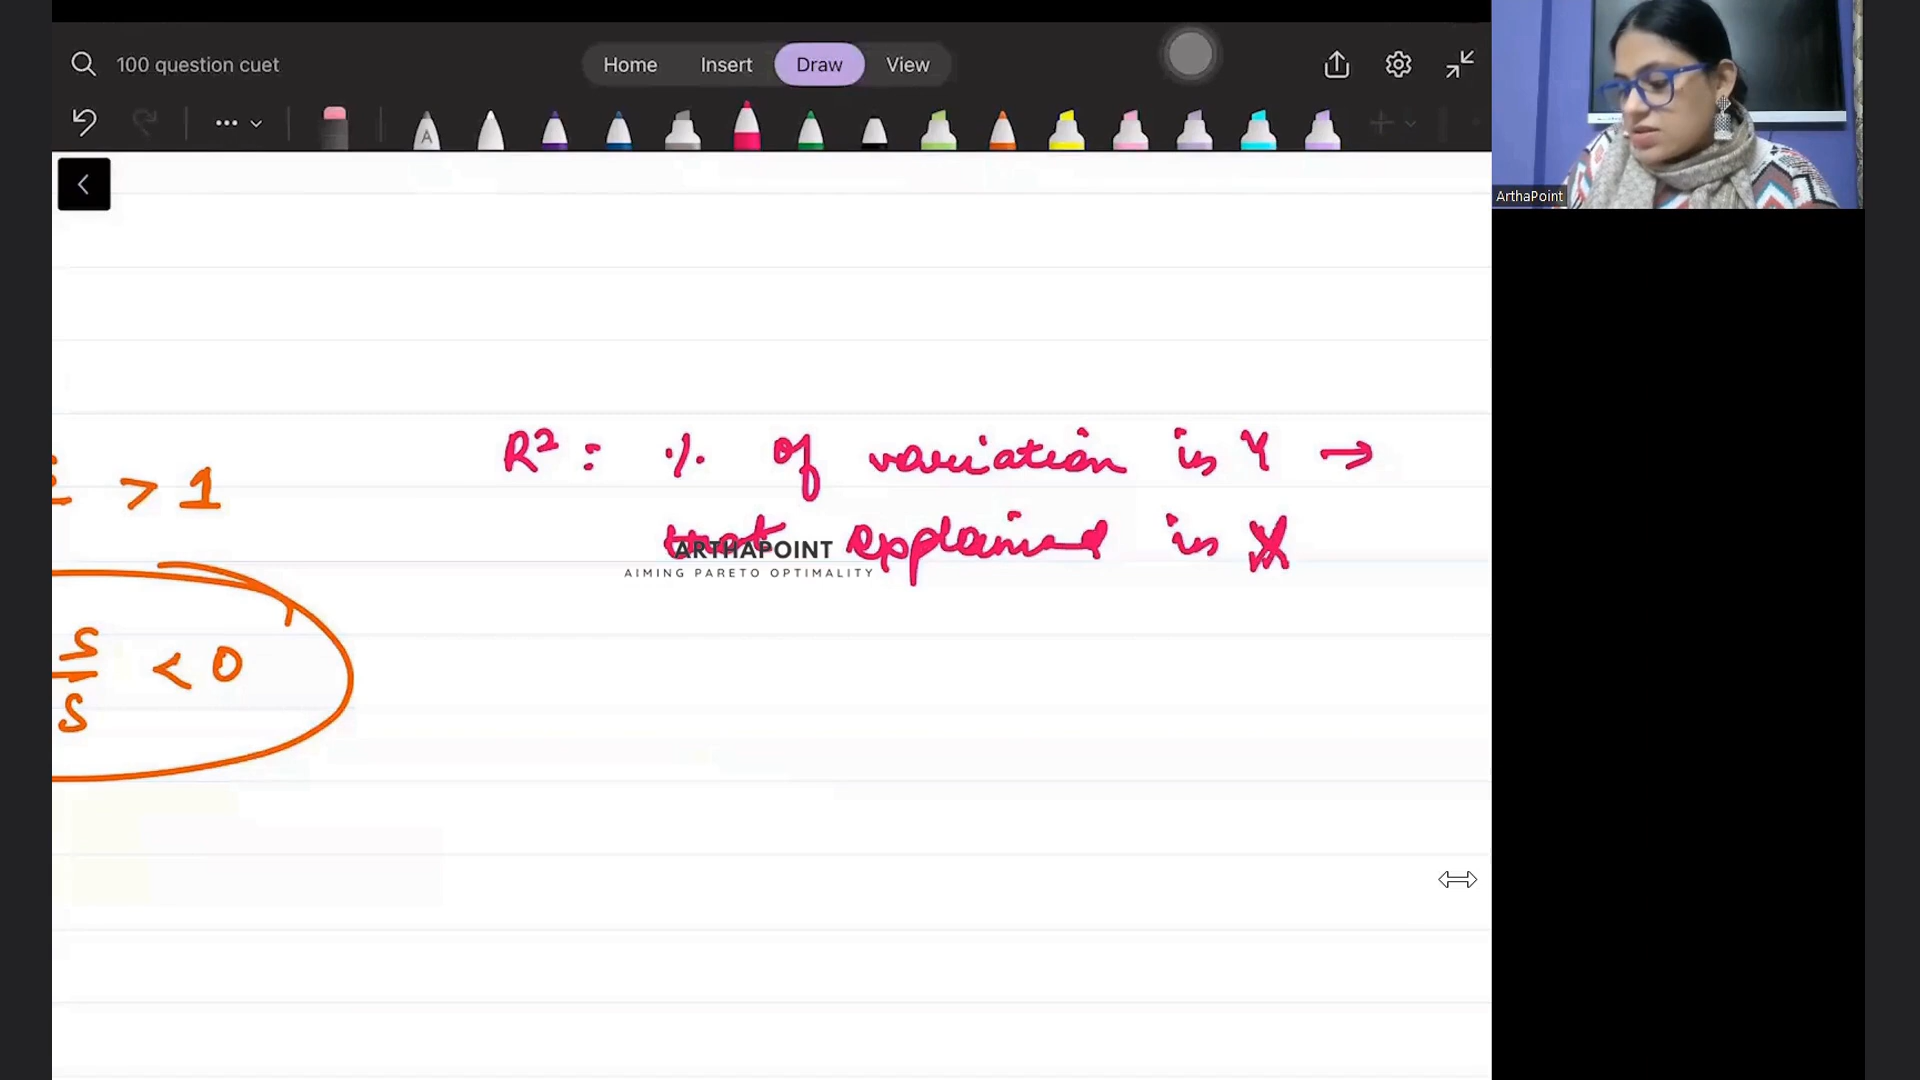 100 question cuet
Home Insert Draw View
A
ArthaPoint
R² : % of variation in Y →
that explained in X
> 1
ARTHAPOINT
AIMING PARETO OPTIMALITY
S
S
< 0